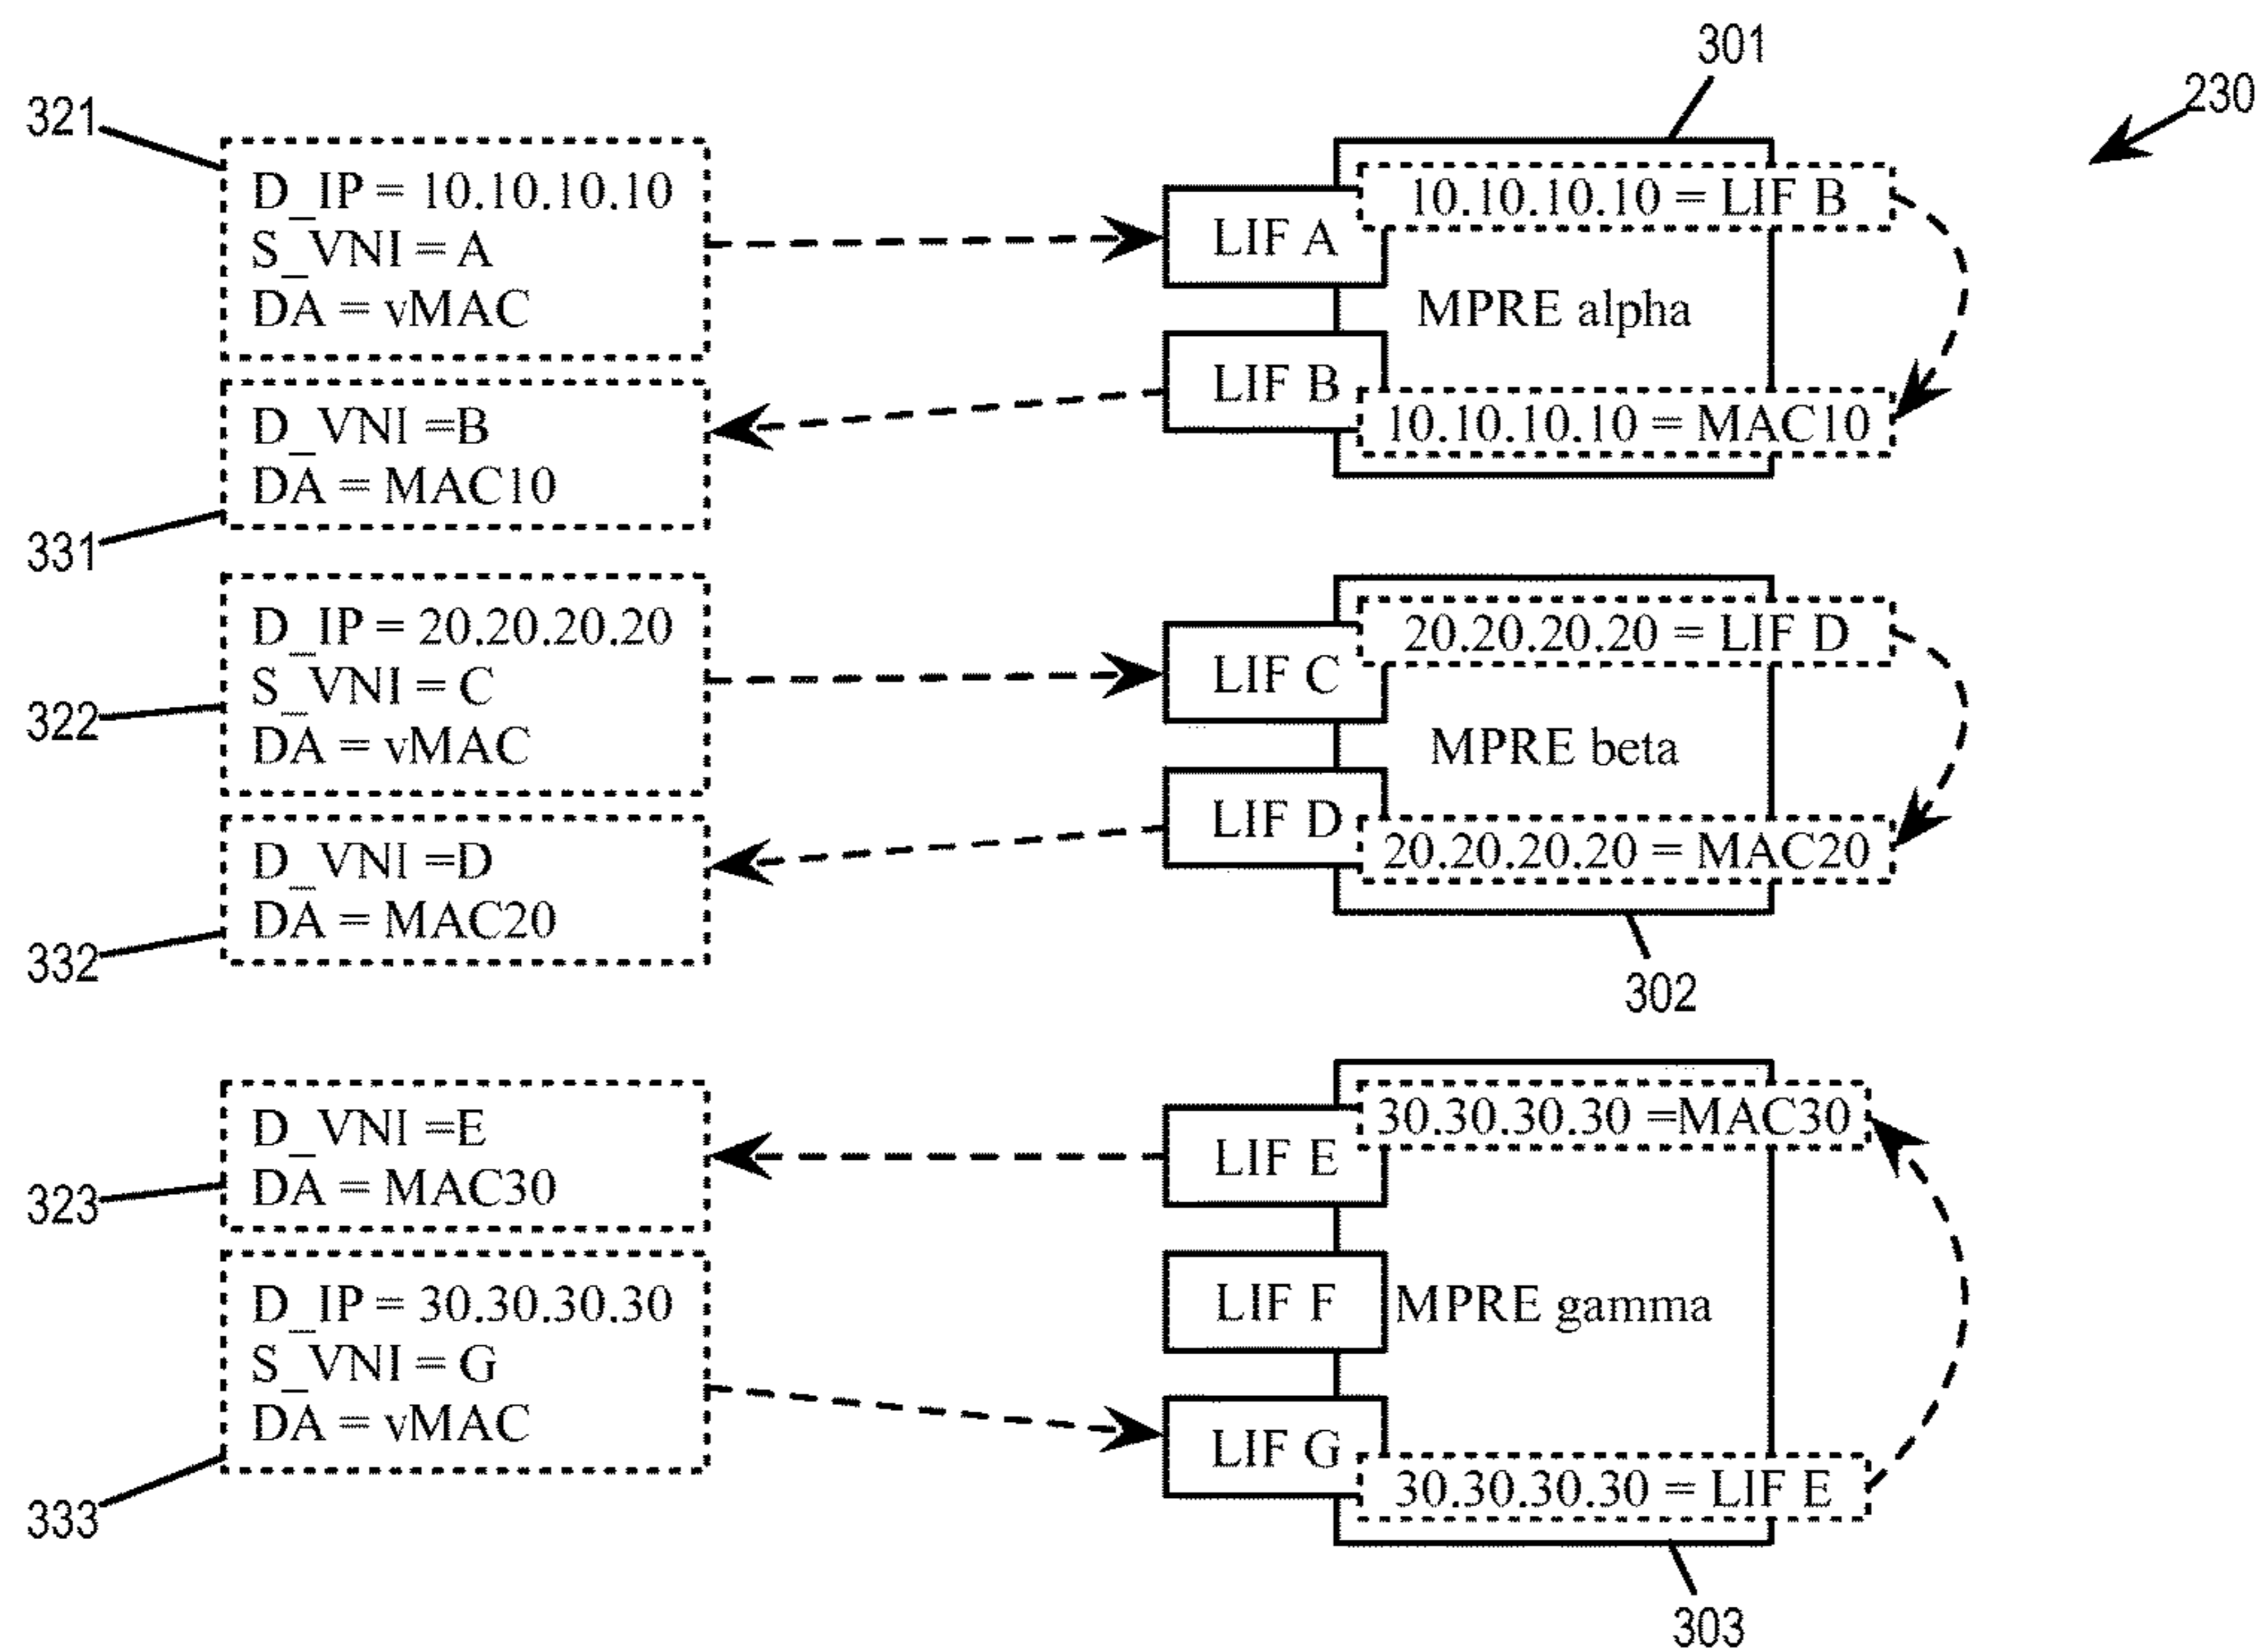 301
230
321
D_IP = 10.10.10.10
S_VNI = A
DA = vMAC
LIF A
10.10.10.10 = LIF B
MPRE alpha
LIF B
10.10.10.10 = MAC10
D_VNI =B
DA = MAC10
331
D_IP = 20.20.20.20
S_VNI = C
DA = vMAC
322
LIF C
20.20.20.20 = LIF D
MPRE beta
LIF D
20.20.20.20 = MAC20
D_VNI =D
DA = MAC20
332
302
D_VNI =E
DA = MAC30
323
LIF E
30.30.30.30 =MAC30
LIF F
MPRE gamma
D_IP = 30.30.30.30
S_VNI = G
DA = vMAC
333
LIF G
30.30.30.30 = LIF E
303